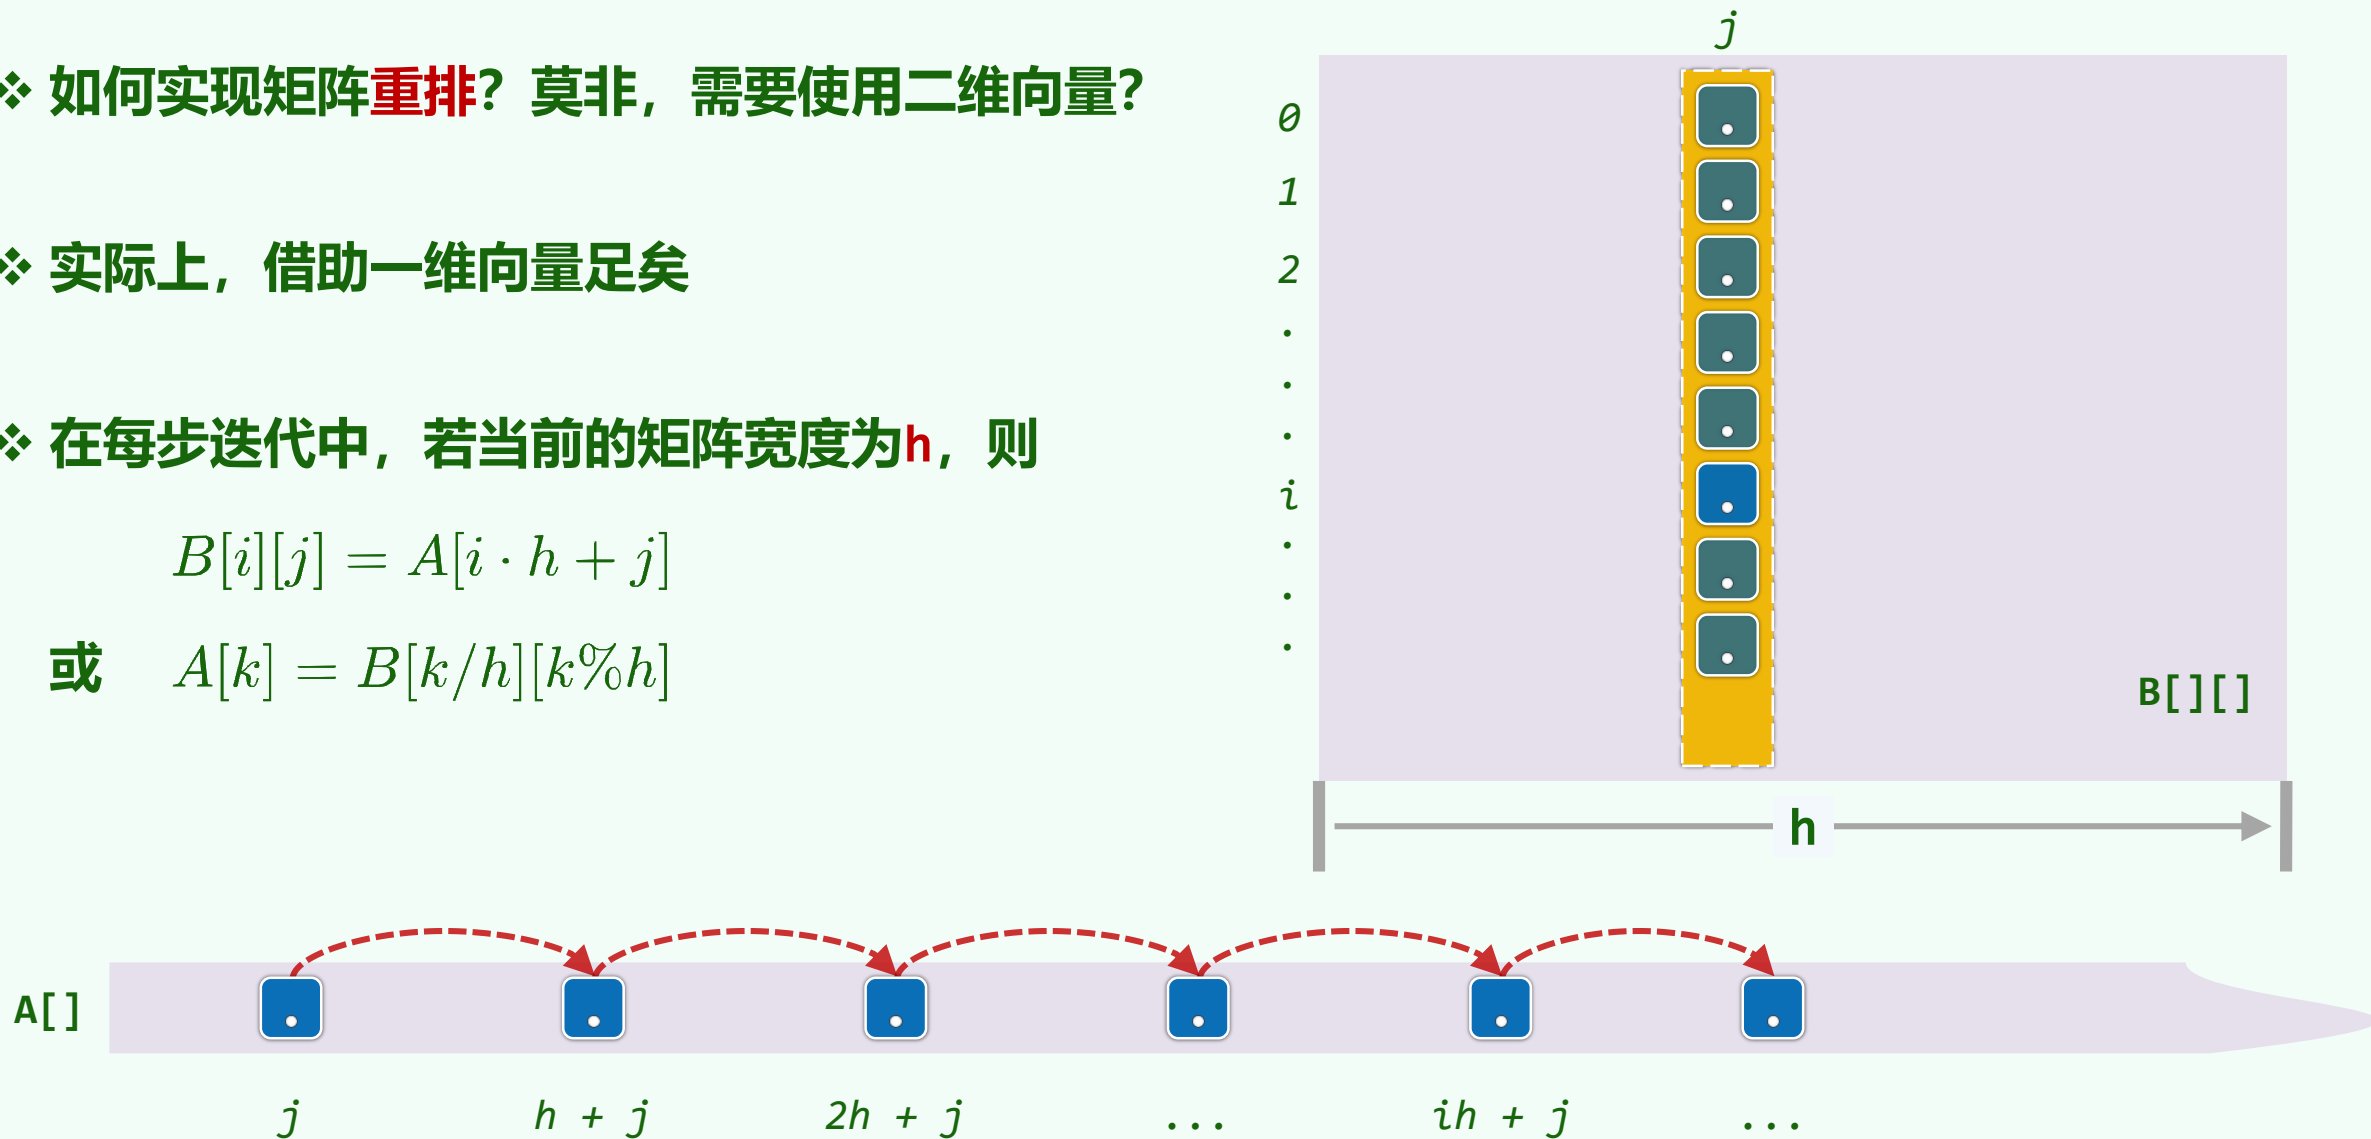 ❖ 如何实现矩阵重排？莫非，需要使用二维向量？
❖ 实际上，借助一维向量足矣
❖ 在每步迭代中，若当前的矩阵宽度为h，则
B[i][j] = A[i · h + j]
或 A[k] = B[k/h][k%h]
j
0
1
2
.
.
.
i
.
.
.
B[][]
h
A[]
j
h + j
2h + j
...
ih + j
...